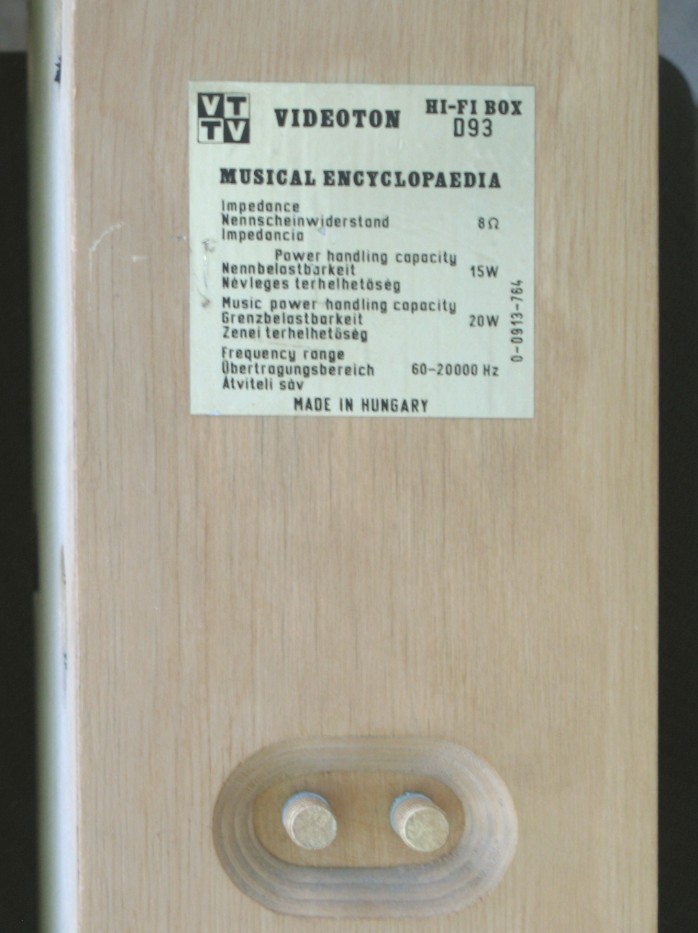 VT
TV
VIDEOTON
HI-FI BOX
D93
MUSICAL ENCYCLOPAEDIA
Impedance
Nennscheinwiderstand 8Ω
Impedancia
Power handling capacity
Nennbelastbarkeit 15W
Névleges terhelhetőség
Music power handling capacity
Grenzbelastbarkeit 20W
Zenei terhelhetőség
Frequency range
Übertragungsbereich 60-20000 Hz
Átviteli sáv
0-0913-764
MADE IN HUNGARY